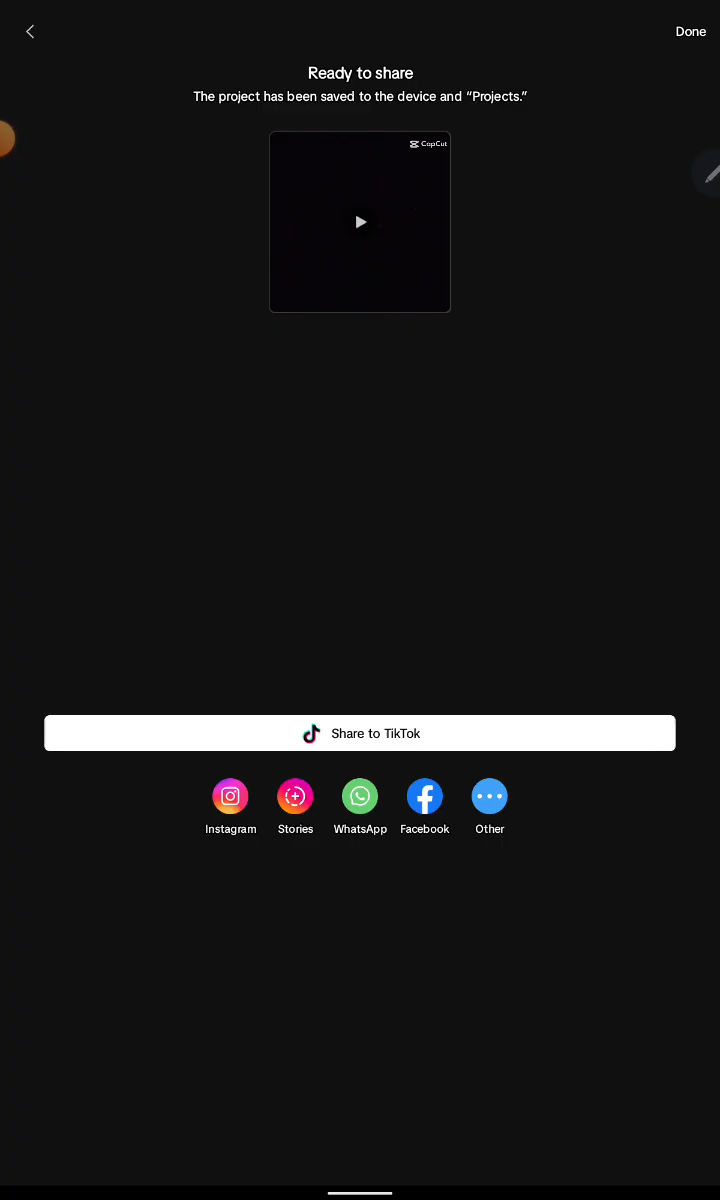 Done
Ready to share
The project has been saved to the device and “Projects.”
CapCut
Share to TikTok
Instagram
Stories
WhatsApp
Facebook
Other